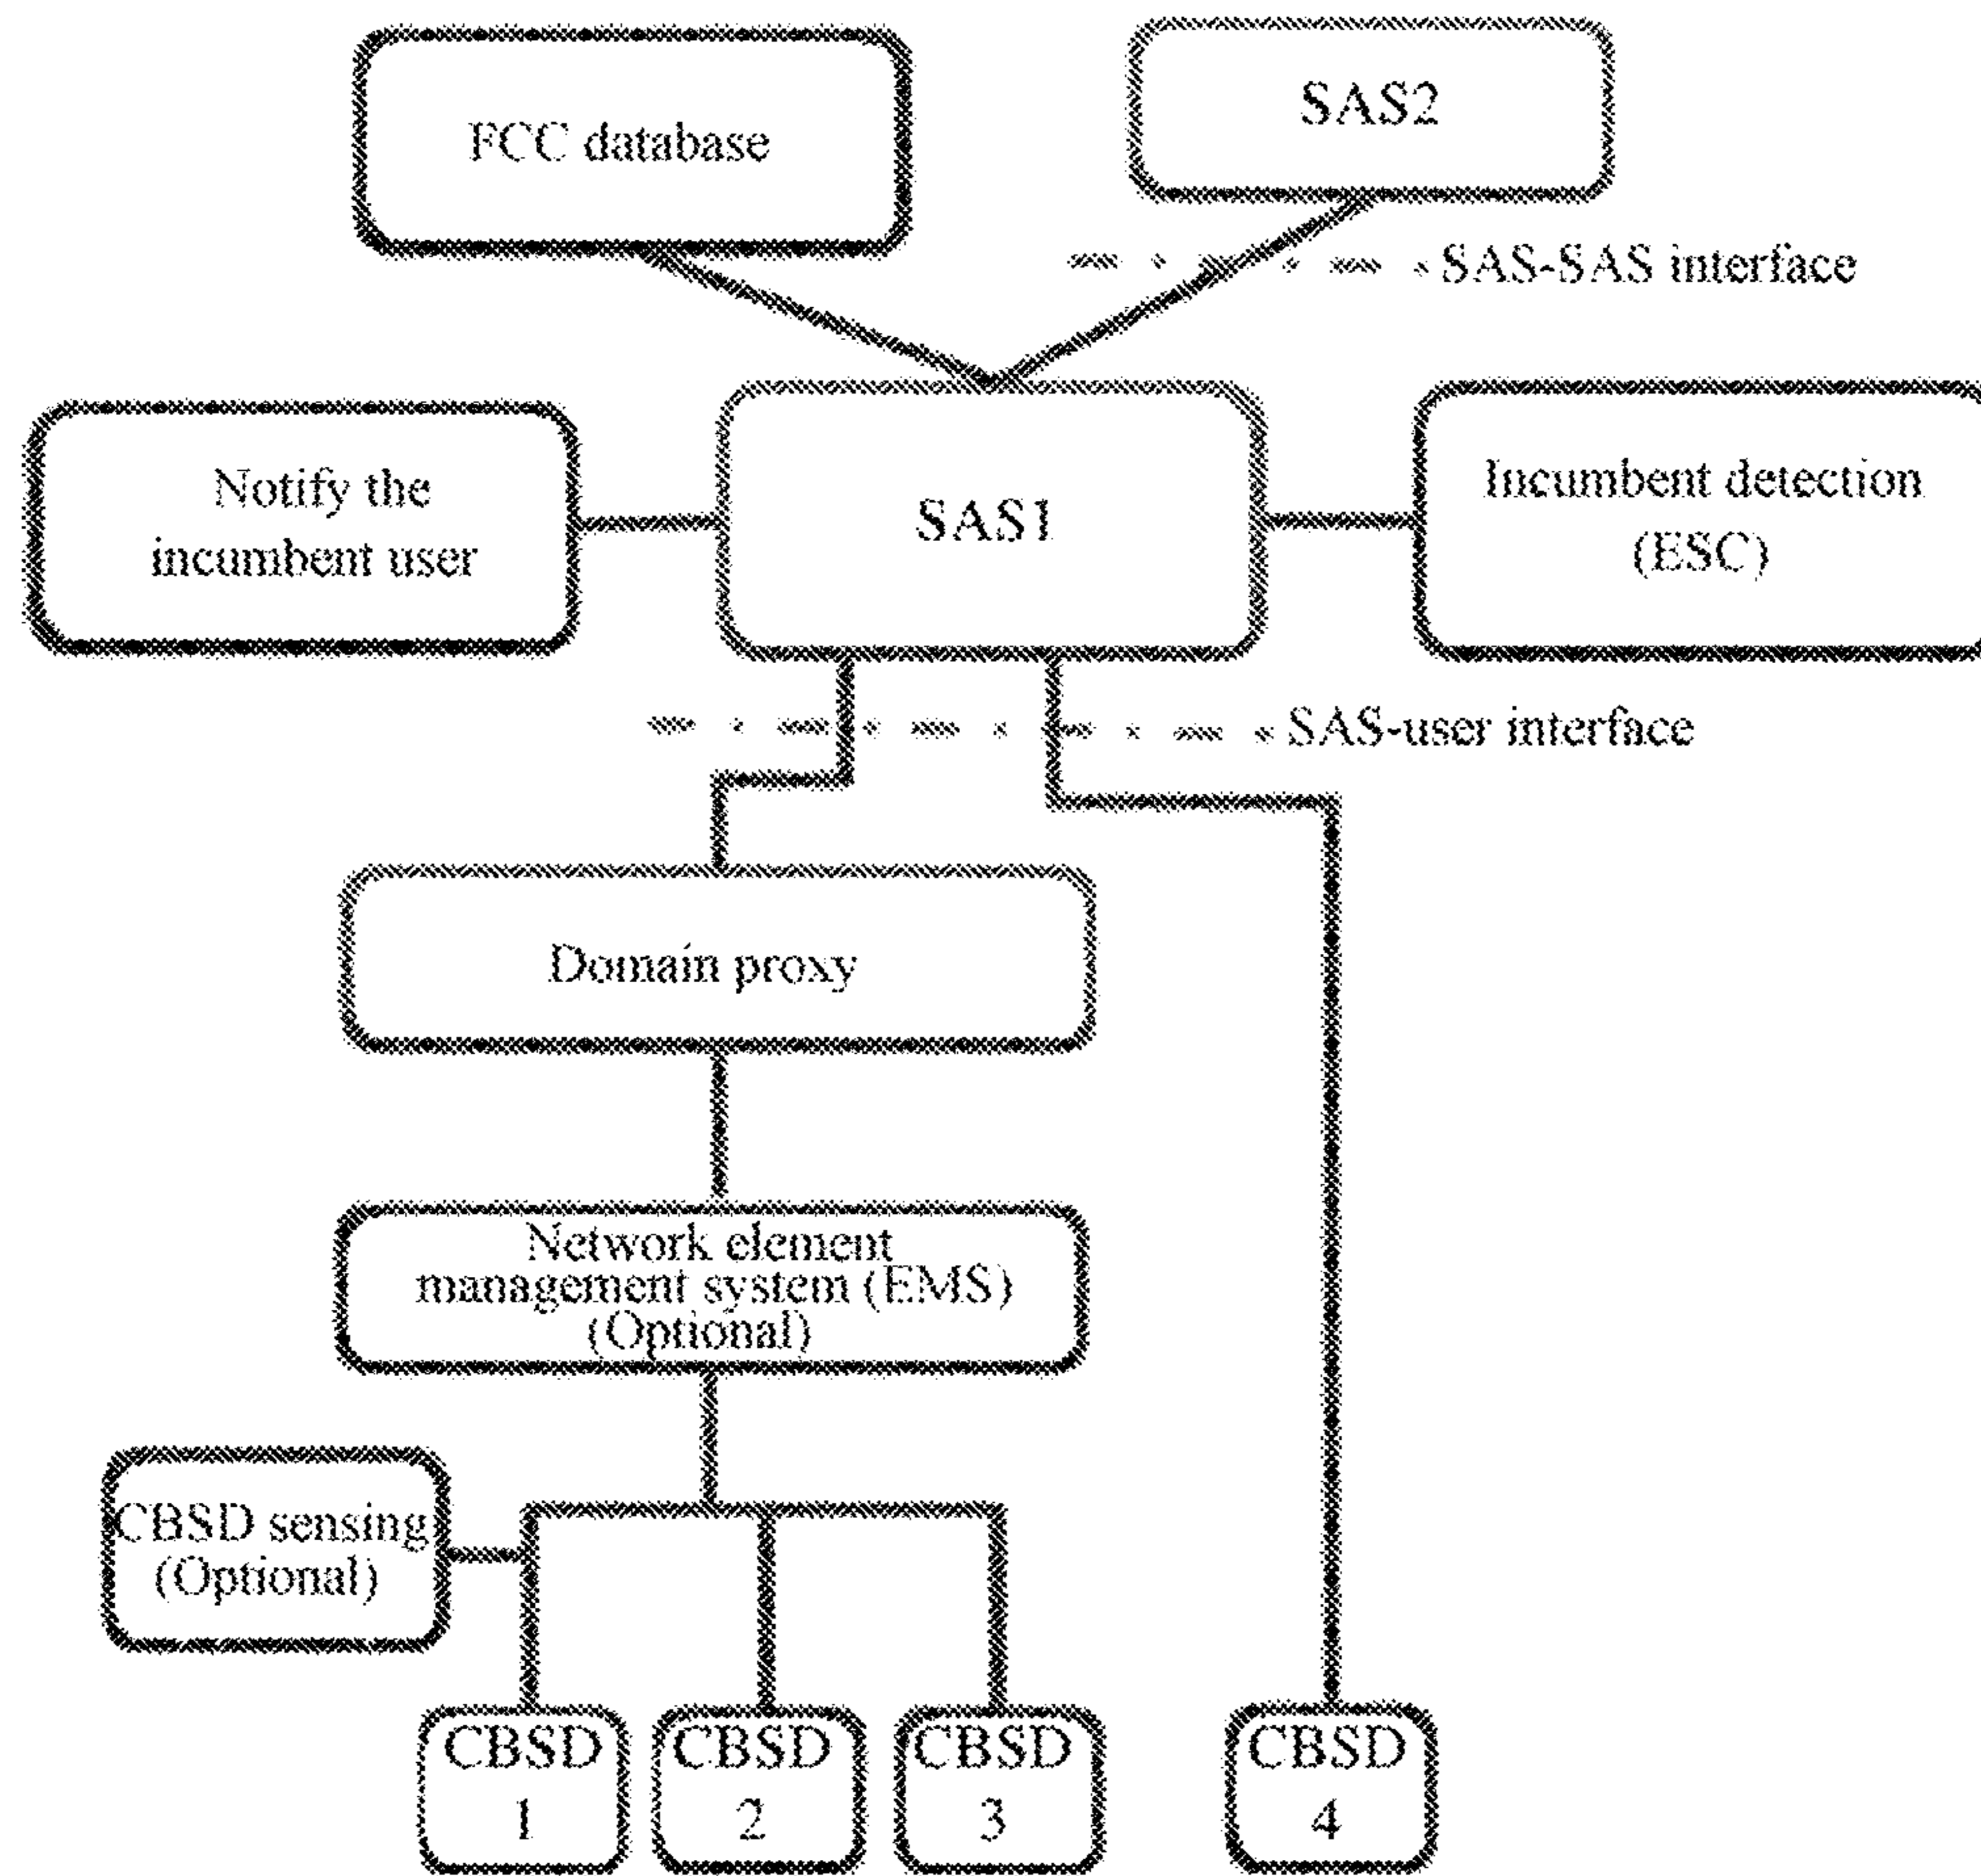 FCC database
SAS2
SAS-SAS interface
Notify the
incumbent user
SAS1
Incumbent detection
(ESC)
SAS-user interface
Domain proxy
Network element
management system (EMS)
(Optional)
CBSD sensing
(Optional)
CBSD
1
CBSD
2
CBSD
3
CBSD
4